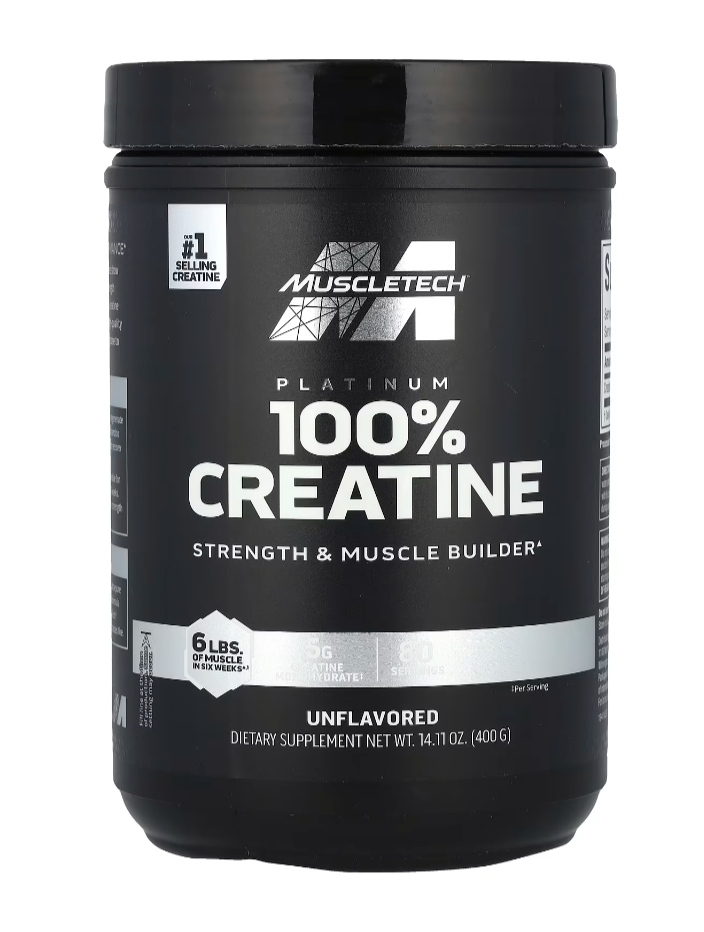 OUR
#1
SELLING
CREATINE
MUSCLETECH
PLATINUM
100%
CREATINE
STRENGTH & MUSCLE BUILDER▲
6 LBS.
OF MUSCLE
IN SIX WEEKS
5G
CREATINE
MONOHYDRATE‡
80
SERVINGS
‡Per Serving
UNFLAVORED
DIETARY SUPPLEMENT NET WT. 14.11 OZ. (400 G)